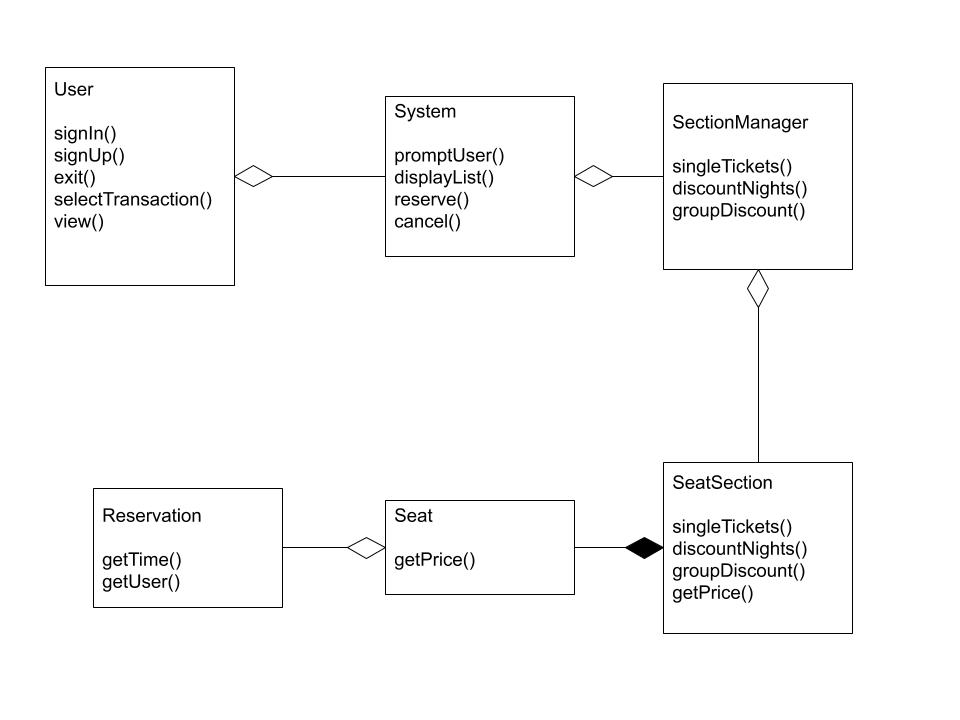 User
signIn()
signUp()
exit()
selectTransaction()
view()
System
promptUser()
displayList()
reserve()
cancel()
SectionManager
singleTickets()
discountNights()
groupDiscount()
Reservation
getTime()
getUser()
Seat
getPrice()
SeatSection
singleTickets()
discountNights()
groupDiscount()
getPrice()